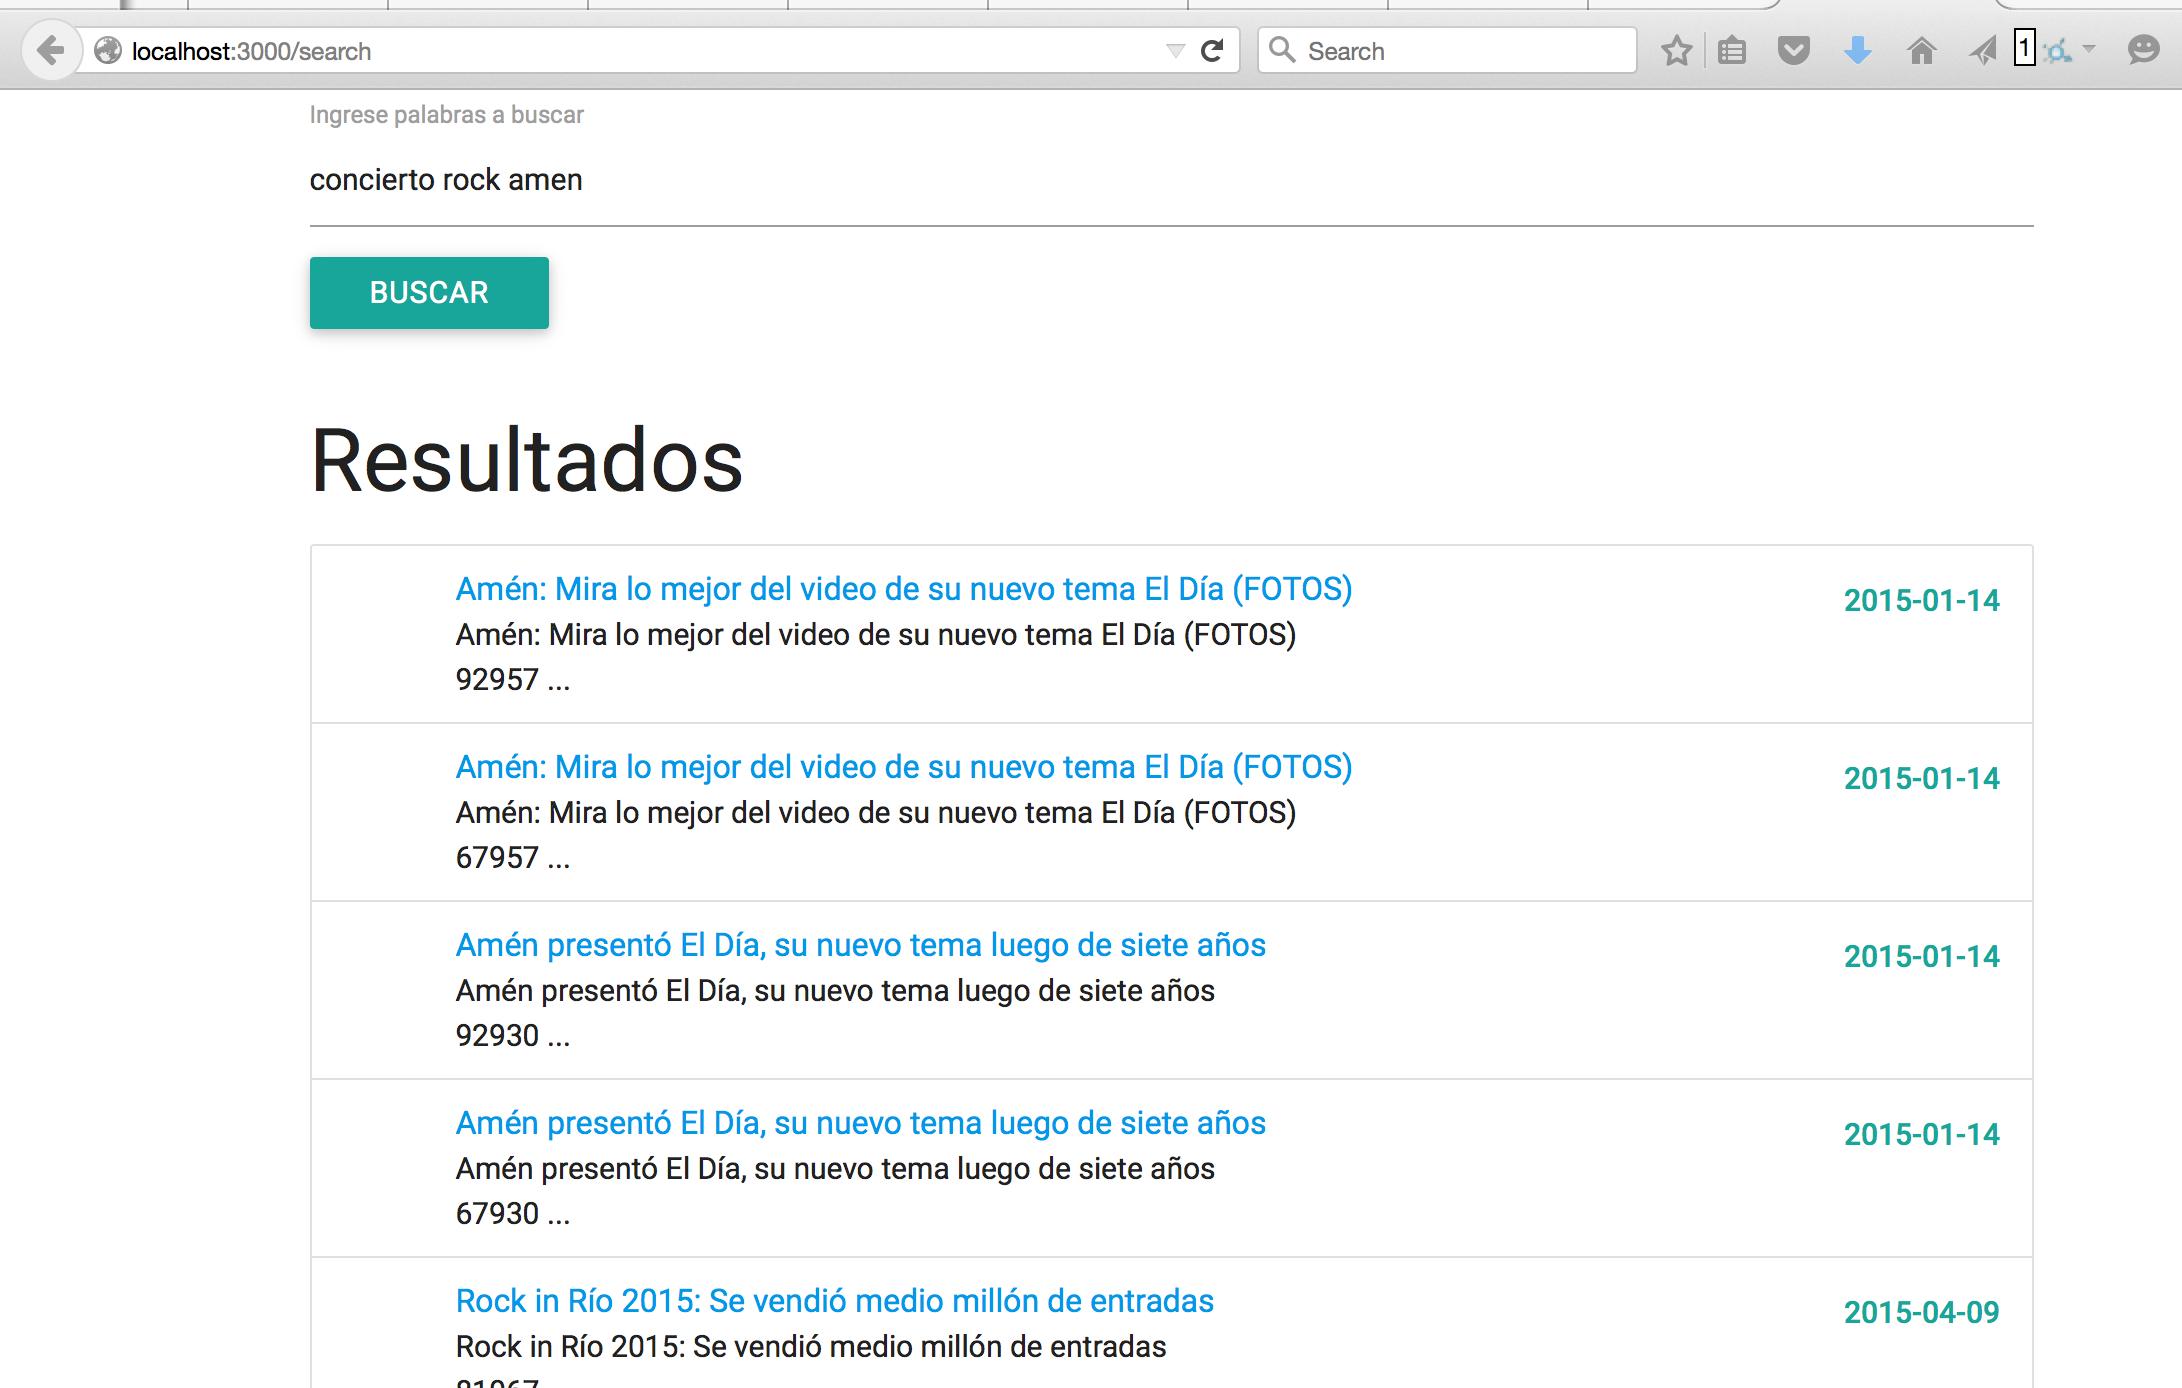 localhost:3000/search
Search
1
Ingrese palabras a buscar
concierto rock amen
BUSCAR
Resultados
Amén: Mira lo mejor del video de su nuevo tema El Día (FOTOS)
2015-01-14
Amén: Mira lo mejor del video de su nuevo tema El Día (FOTOS)
92957 ...
Amén: Mira lo mejor del video de su nuevo tema El Día (FOTOS)
2015-01-14
Amén: Mira lo mejor del video de su nuevo tema El Día (FOTOS)
67957 ...
Amén presentó El Día, su nuevo tema luego de siete años
2015-01-14
Amén presentó El Día, su nuevo tema luego de siete años
92930 ...
Amén presentó El Día, su nuevo tema luego de siete años
2015-01-14
Amén presentó El Día, su nuevo tema luego de siete años
67930 ...
Rock in Río 2015: Se vendió medio millón de entradas
2015-04-09
Rock in Río 2015: Se vendió medio millón de entradas